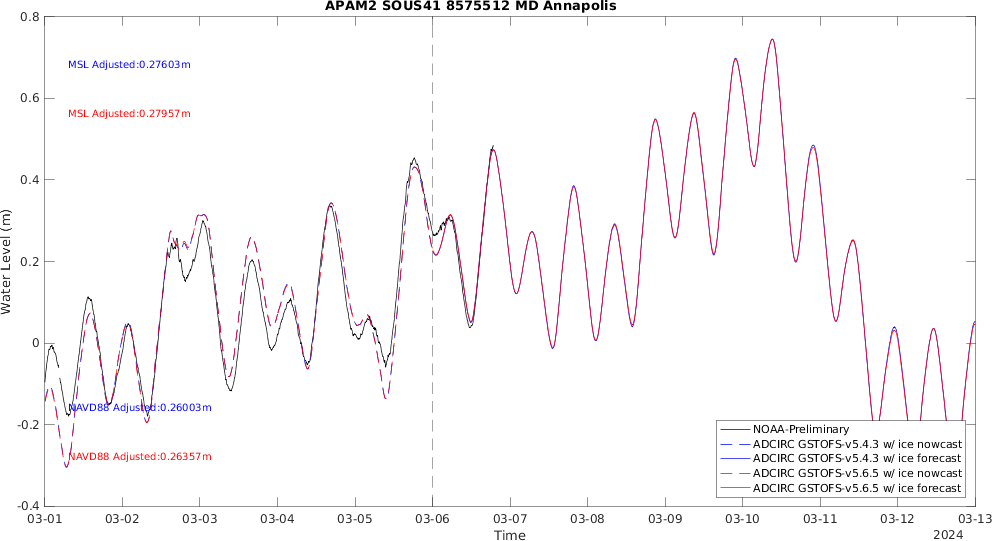 APAM2 SOUS41 8575512 MD Annapolis
0.8
0.6
0.4
0.2
0
-0.2
-0.4
Water Level (m)
MSL Adjusted:0.27603m
MSL Adjusted:0.27957m
NAVD88 Adjusted:0.26003m
NAVD88 Adjusted:0.26357m
NOAA-Preliminary
ADCIRC GSTOFS-v5.4.3 w/ ice nowcast
ADCIRC GSTOFS-v5.4.3 w/ ice forecast
ADCIRC GSTOFS-v5.6.5 w/ ice nowcast
ADCIRC GSTOFS-v5.6.5 w/ ice forecast
03-01 03-02 03-03 03-04 03-05 03-06 03-07 03-08 03-09 03-10 03-11 03-12 03-13
Time
2024